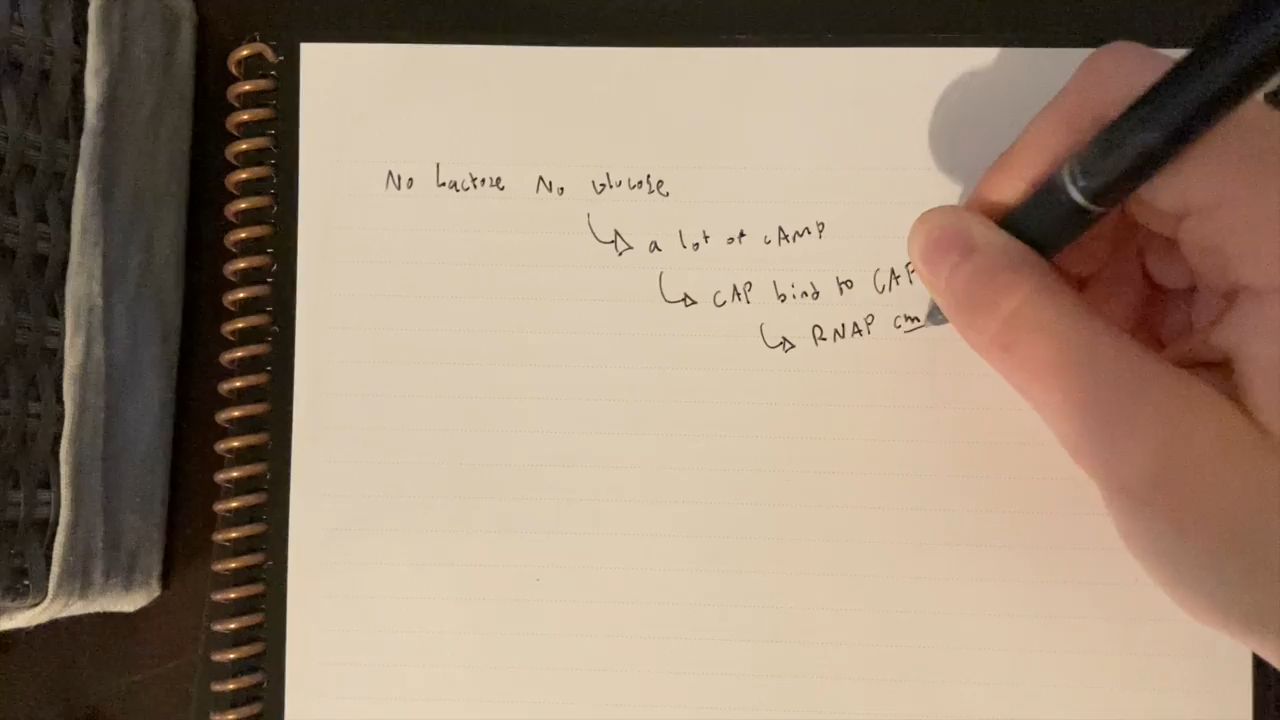 No Lactose No Glucose
a lot of cAMP
CAP bind to CAP
RNAP